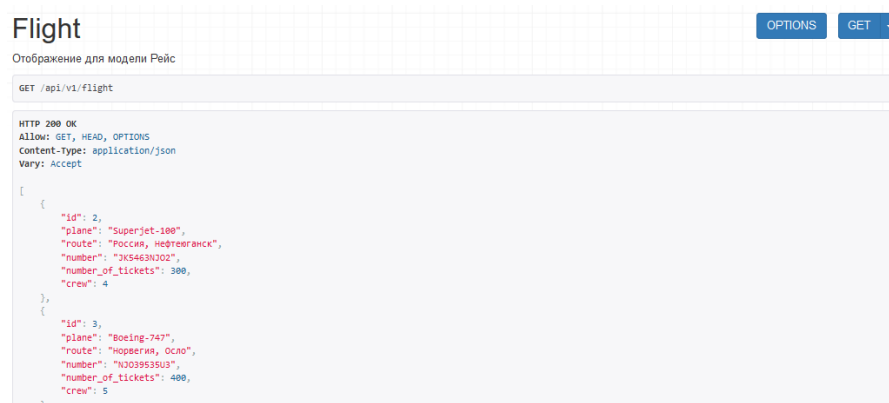 Flight
OPTIONS
GET
Отображение для модели Рейс
GET /api/v1/flight
HTTP 200 OK
Allow: GET, HEAD, OPTIONS
Content-Type: application/json
Vary: Accept
[
{
"id": 2,
"plane": "Superjet-100",
"route": "Россия, Нефтеюганск",
"number": "JK5463NJO2",
"number_of_tickets": 300,
"crew": 4
},
{
"id": 3,
"plane": "Boeing-747",
"route": "Норвегия, Осло",
"number": "NJO39535U3",
"number_of_tickets": 400,
"crew": 5